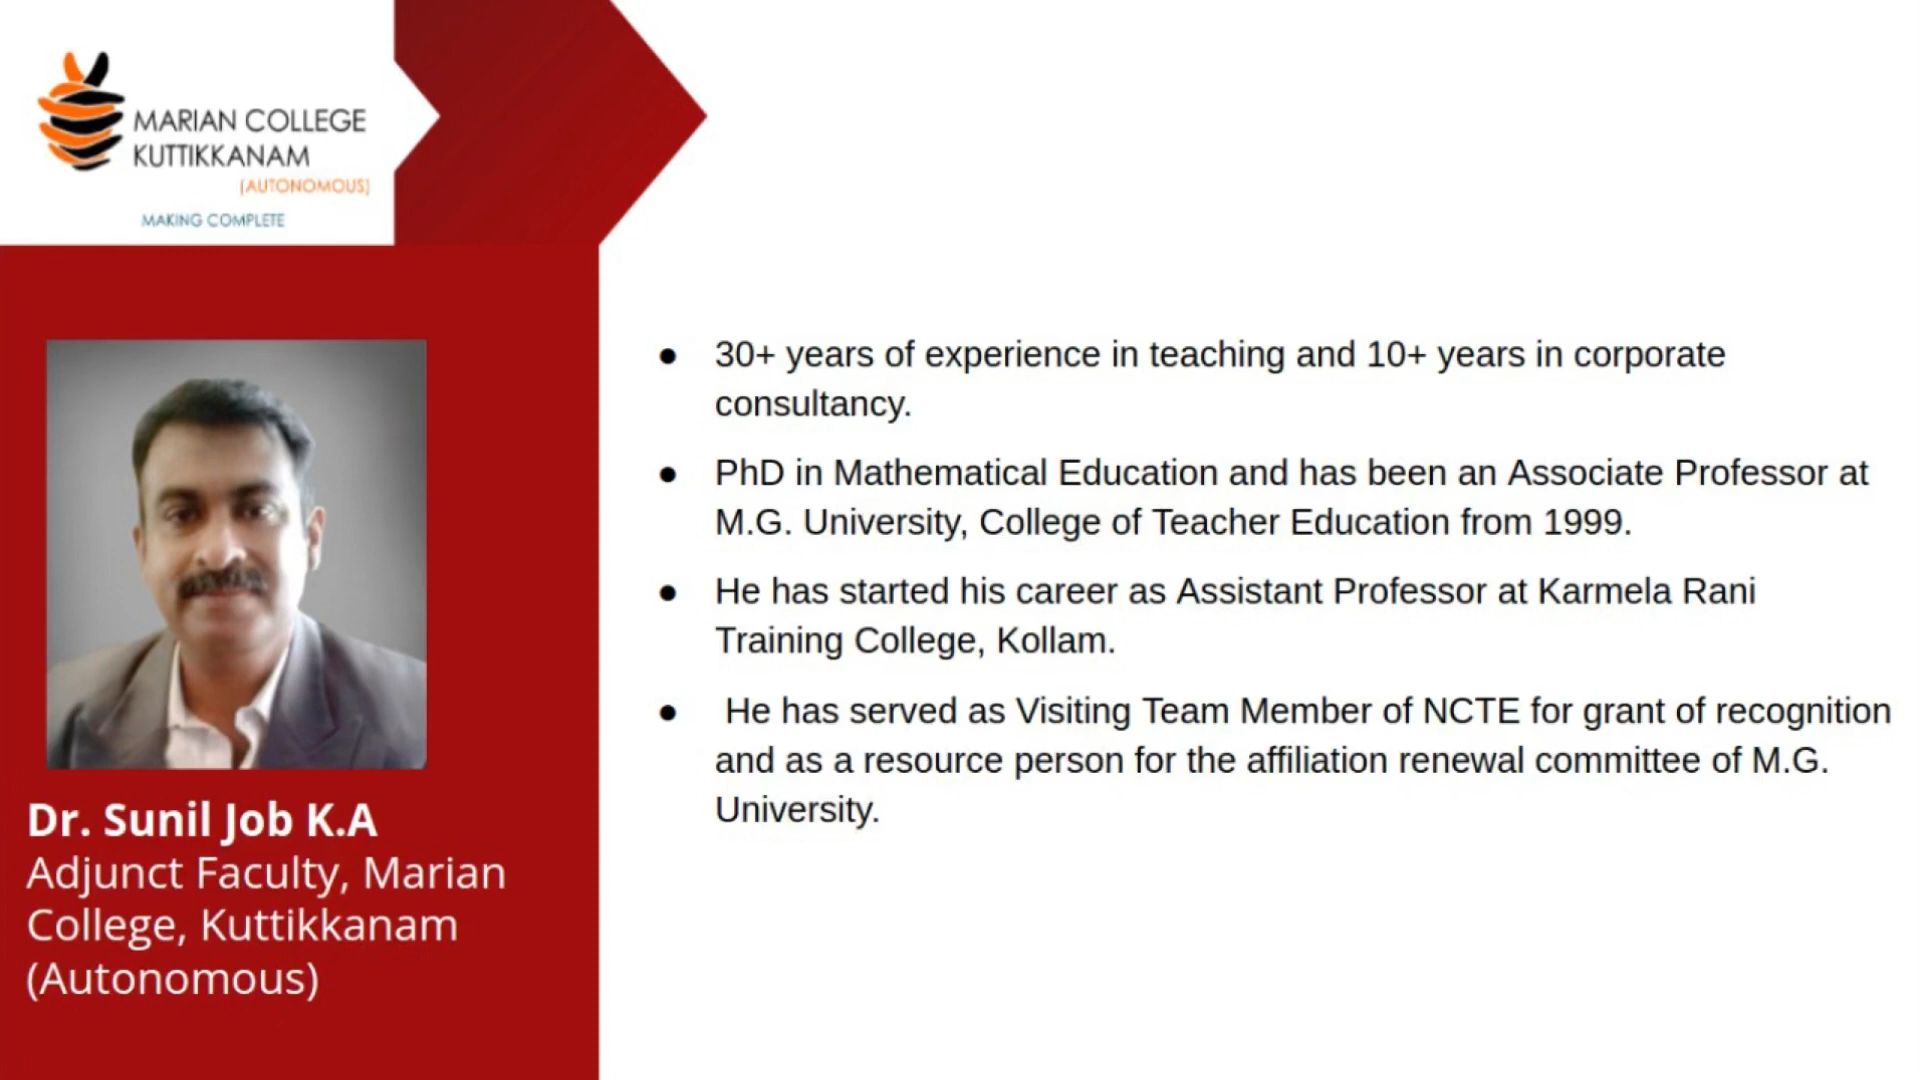 MARIAN COLLEGE
KUTTIKKANAM
(AUTONOMOUS)
MAKING COMPLETE
Dr. Sunil Job K.A
Adjunct Faculty, Marian
College, Kuttikkanam
(Autonomous)
● 30+ years of experience in teaching and 10+ years in corporate
consultancy.
● PhD in Mathematical Education and has been an Associate Professor at
M.G. University, College of Teacher Education from 1999.
● He has started his career as Assistant Professor at Karmela Rani
Training College, Kollam.
● He has served as Visiting Team Member of NCTE for grant of recognition
and as a resource person for the affiliation renewal committee of M.G.
University.